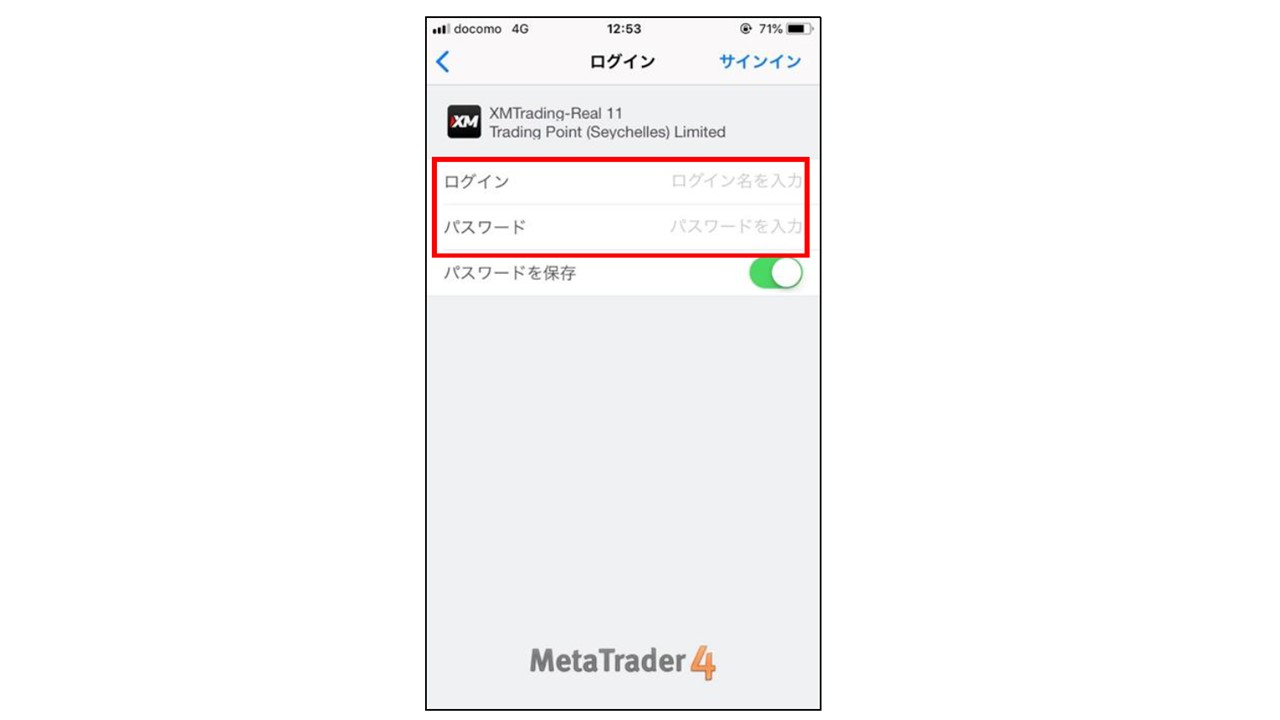 docomo 4G 12:53 71%
ログイン サインイン
XM XMTrading-Real 11
Trading Point (Seychelles) Limited
ログイン ログイン名を入力
パスワード パスワードを入力
パスワードを保存
MetaTrader 4